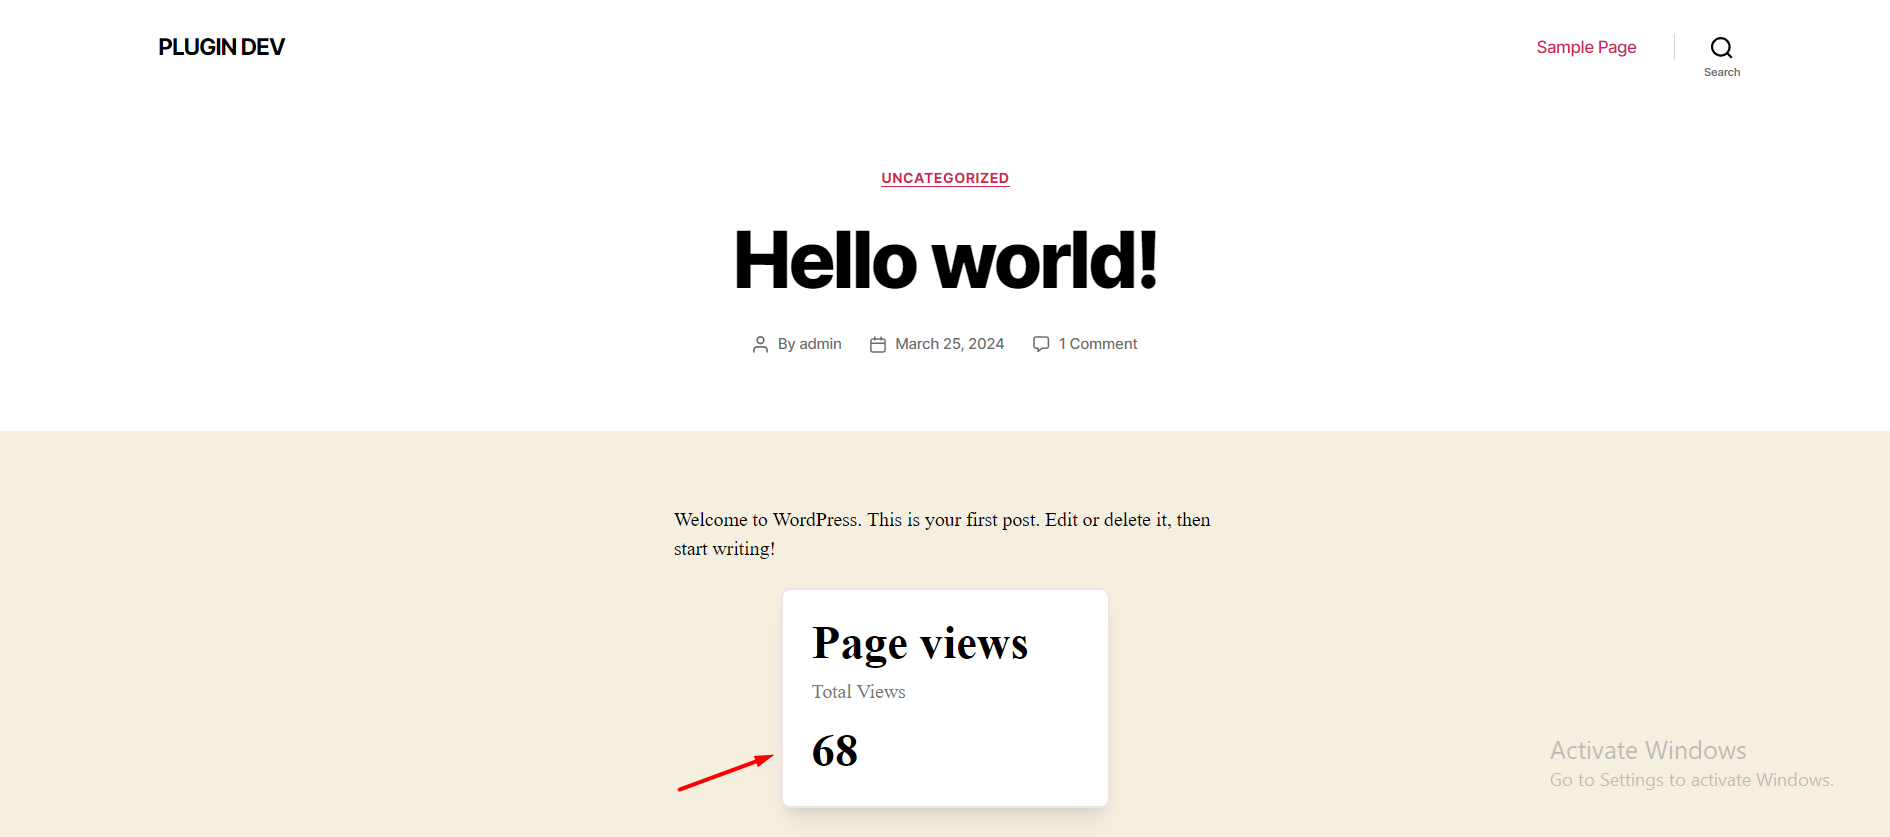 PLUGIN DEV
Sample Page
Search
UNCATEGORIZED
Hello world!
By admin
March 25, 2024
1 Comment
Welcome to WordPress. This is your first post. Edit or delete it, then
start writing!
Page views
Total Views
68
Activate Windows
Go to Settings to activate Windows.